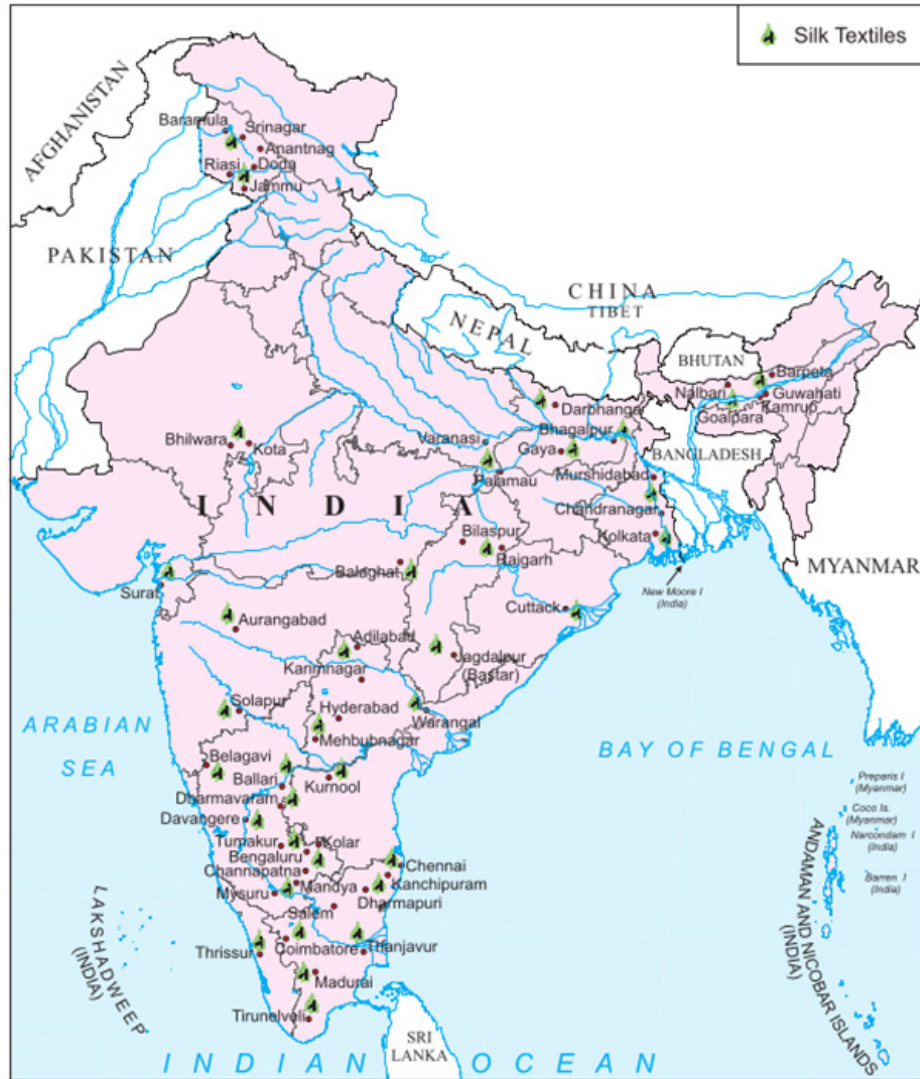 Silk Textiles
AFGHANISTAN
Baramula
Srinagar
Anantnag
Riasi
Doda
Jammu
PAKISTAN
CHINA
TIBET
NEPAL
BHUTAN
Barpeta
Nalbari
Guwahati
Kamrup
Goalpara
Darbhanga
Bhagalpur
Bhilwara
Kota
Varanasi
Gaya
BANGLADESH
Palamau
Murshidabad
INDIA
Chandranagar
Bilaspur
Kolkata
Raigarh
MYANMAR
Balaghat
Surat
New Moore I
(India)
Cuttack
Aurangabad
Adilabad
Jagdalpur
(Bastar)
Karimnagar
Solapur
Hyderabad
Warangal
ARABIAN
SEA
Mehbubnagar
BAY OF BENGAL
Belagavi
Ballari
Kurnool
Preparis I
(Myanmar)
Dharmavaram
Davangere
Coco Is.
(Myanmar)
Tumakur
Kolar
Narcondam I
(India)
Bengaluru
Chennai
Channapatna
Kanchipuram
Barren I
(India)
Mandya
Mysuru
Dharmapuri
Salem
LAKSHADWEEP
(INDIA)
ANDAMAN AND NICOBAR ISLANDS
(INDIA)
Thrissur
Coimbatore
Thanjavur
Madurai
Tirunelveli
SRI
LANKA
INDIAN OCEAN